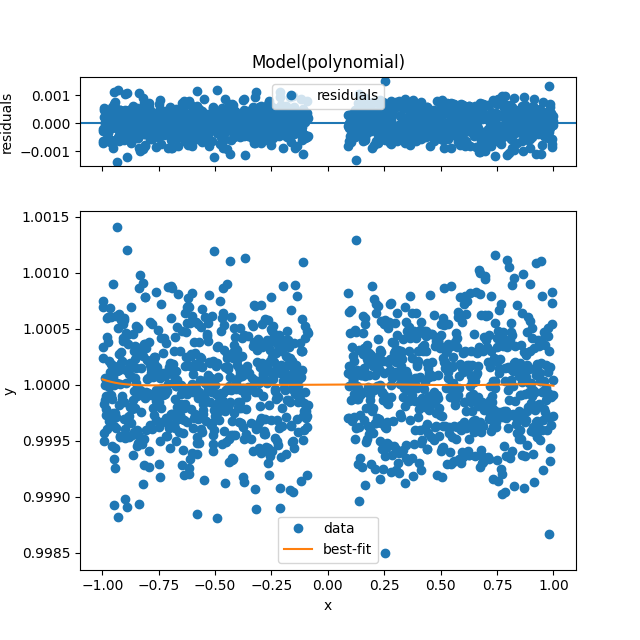 Model(polynomial)
residuals
0.001
0.000
−0.001
residuals
1.0015
1.0010
1.0005
1.0000
0.9995
0.9990
0.9985
y
data
best-fit
−1.00 −0.75 −0.50 −0.25 0.00 0.25 0.50 0.75 1.00
x